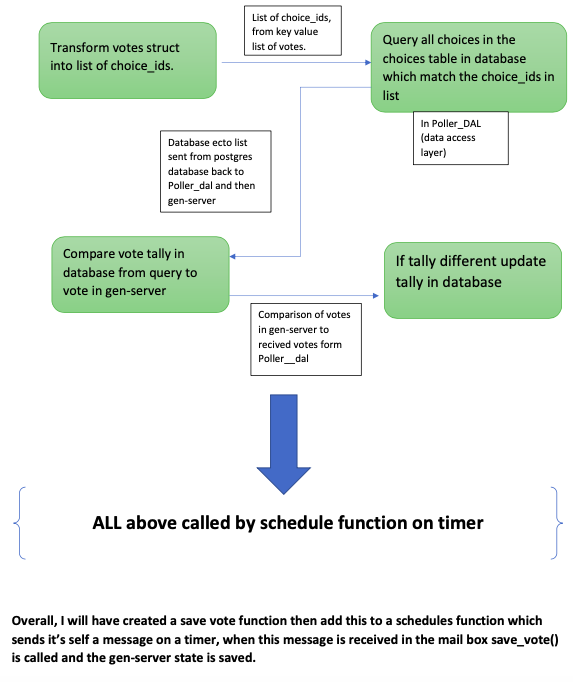 List of choice_ids,
from key value
list of votes.
Transform votes struct
into list of choice_ids.
Query all choices in the
choices table in database
which match the choice_ids in
list
In Poller_DAL
(data access
layer)
Database ecto list
sent from postgres
database back to
Poller_dal and then
gen-server
Compare vote tally in
database from query to
vote in gen-server
If tally different update
tally in database
Comparison of votes
in gen-server to
recived votes form
Poller__dal
ALL above called by schedule function on timer
Overall, I will have created a save vote function then add this to a schedules function which
sends it’s self a message on a timer, when this message is received in the mail box save_vote()
is called and the gen-server state is saved.